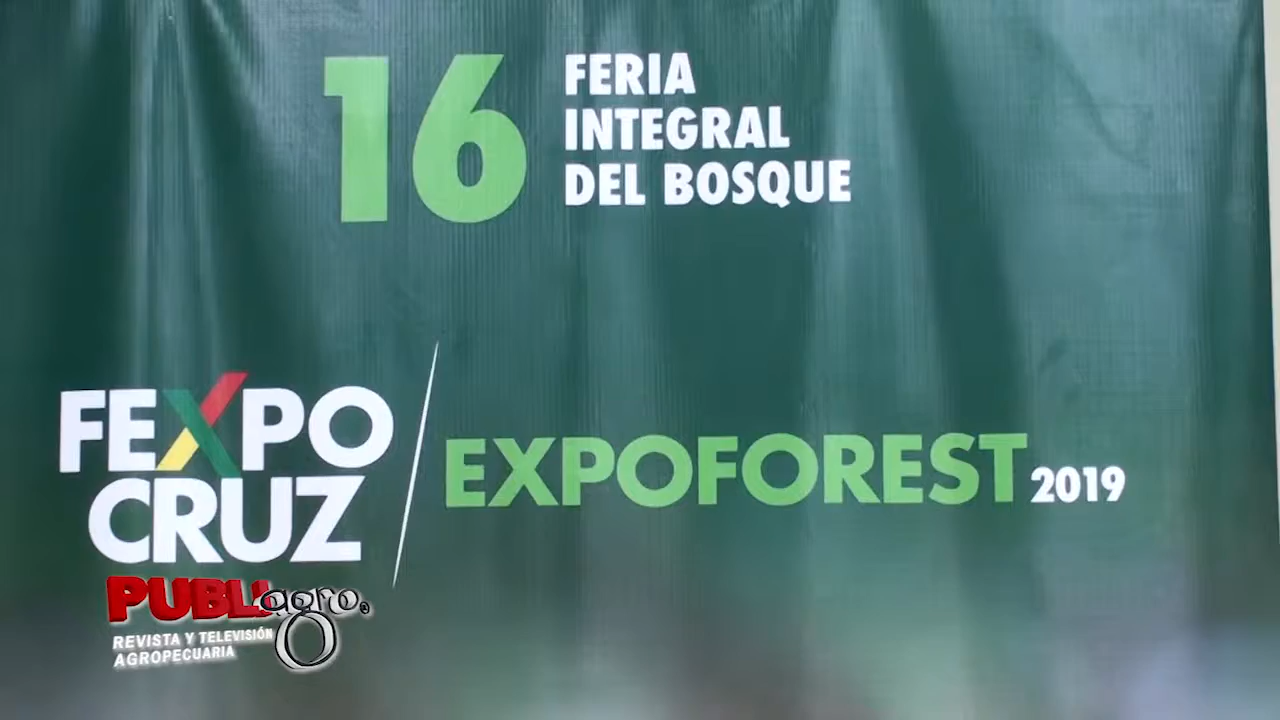 16 FERIA
INTEGRAL
DEL BOSQUE
FEXPO
CRUZ
EXPOFOREST 2019
PUBLIagro®
REVISTA Y TELEVISIÓN
AGROPECUARIA